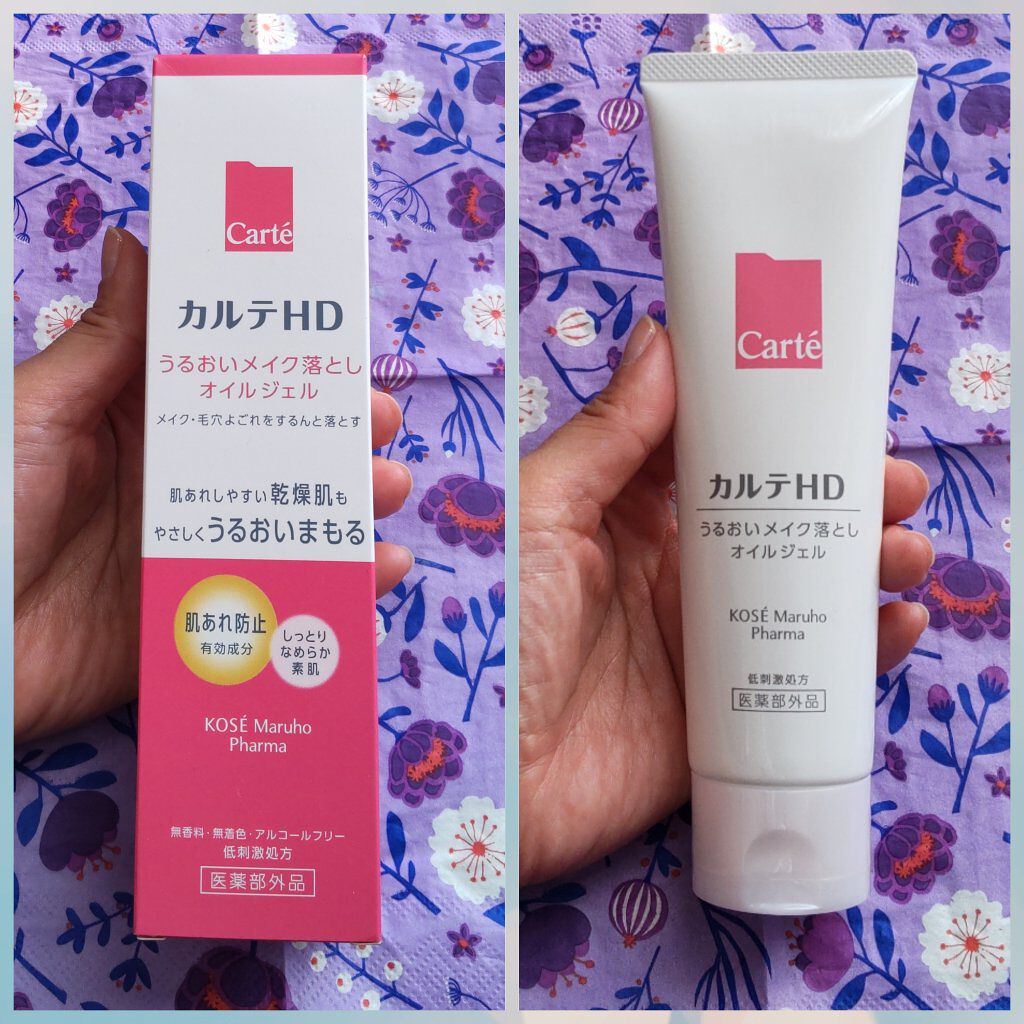 Carté
カルテHD
うるおいメイク落とし
オイルジェル
メイク・毛穴よごれをするんと落とす
肌あれしやすい乾燥肌も
やさしくうるおいまもる
肌あれ防止
有効成分
しっとり
なめらか
素肌
KOSÉ Maruho
Pharma
無香料・無着色・アルコールフリー
低刺激処方
医薬部外品
Carté
カルテHD
うるおいメイク落とし
オイルジェル
KOSÉ Maruho
Pharma
低刺激処方
医薬部外品